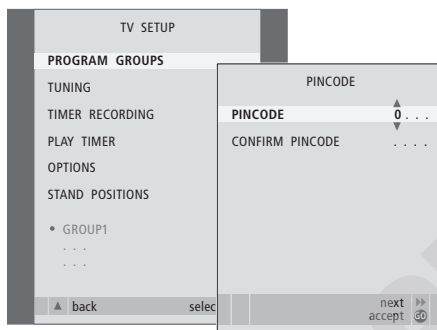 TV SETUP
PROGRAM GROUPS
TUNING
TIMER RECORDING
PLAY TIMER
OPTIONS
STAND POSITIONS
• GROUP1
. . .
. . .
back selec
PINCODE
PINCODE 0 . . .
CONFIRM PINCODE . . . .
next
accept GO